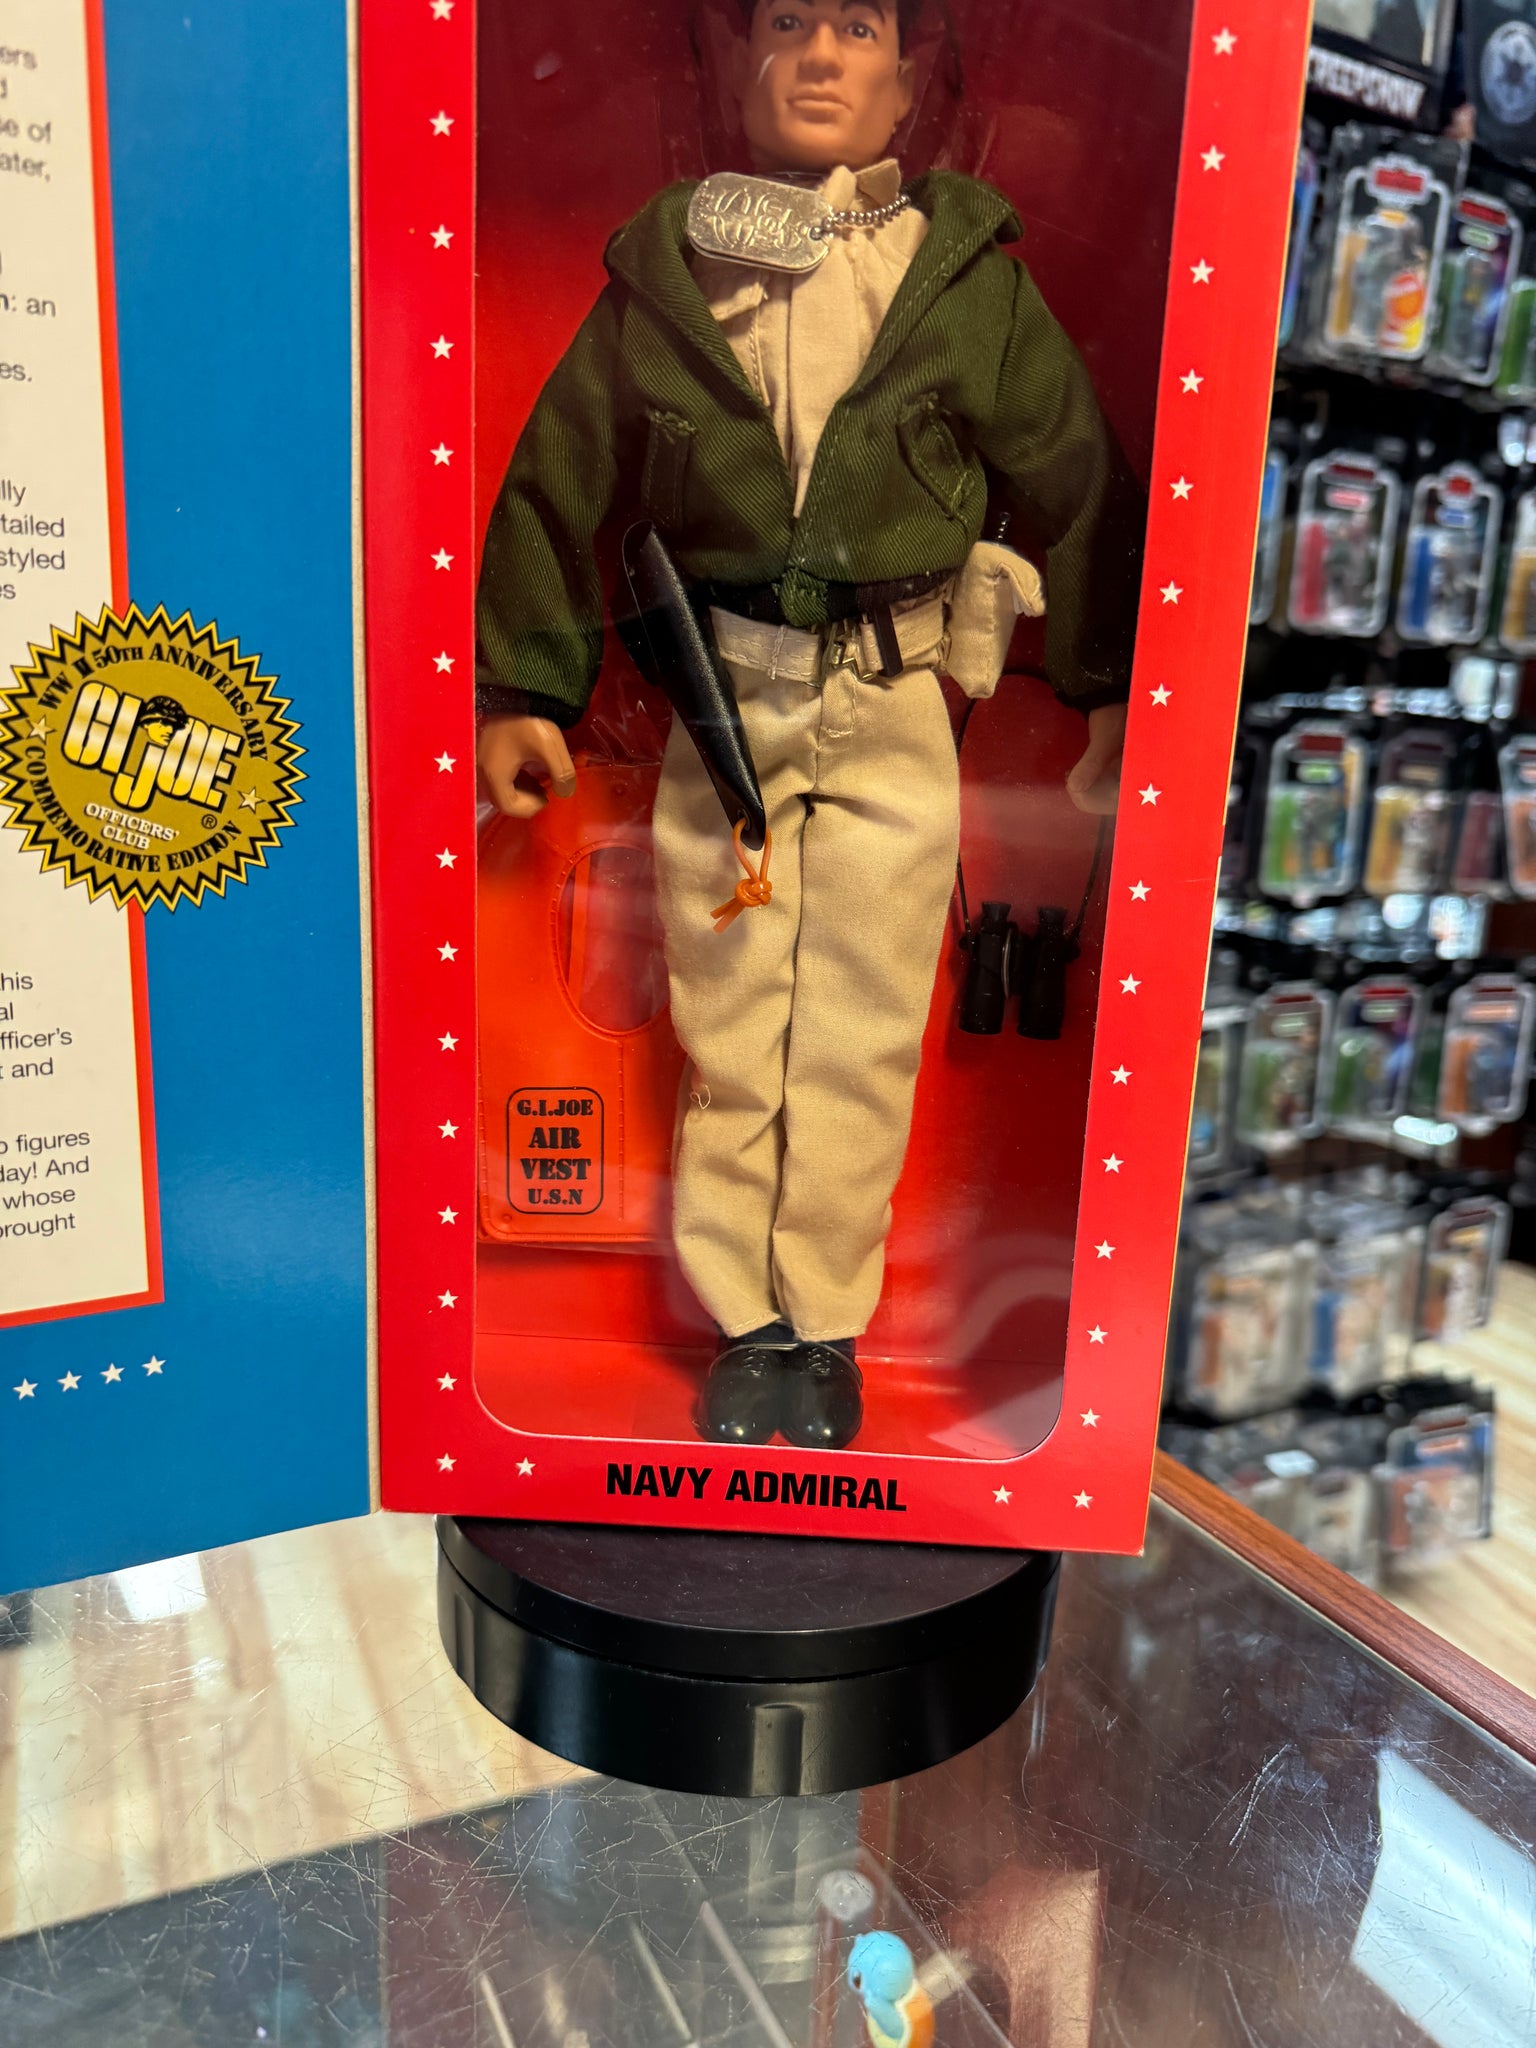 ers
se of
ater,
n: an
es.
lly
tailed
styled
es
WW II 50TH ANNIVERSARY
GI JOE
®
OFFICERS'
CLUB
COMMEMORATIVE EDITION
his
al
fficer's
t and
o figures
day! And
whose
brought
G.I.JOE
AIR
VEST
U.S.N
NAVY ADMIRAL
CREEPSHOW